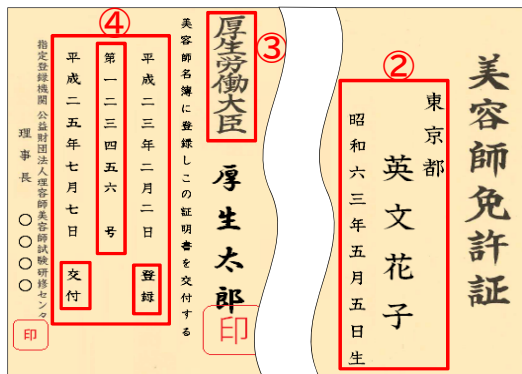 美容師免許証
②
東京都
英文花子
昭和六三年五月五日生
③
厚生労働大臣
厚生太郎
印
美容師名簿に登録しこの証明書を交付する
④
平成二三年二月二日 登録
第一二三四五六 号
平成二五年七月七日 交付
指定登録機関 公益財団法人理容師美容師試験研修センター
理事長 〇〇〇〇
印